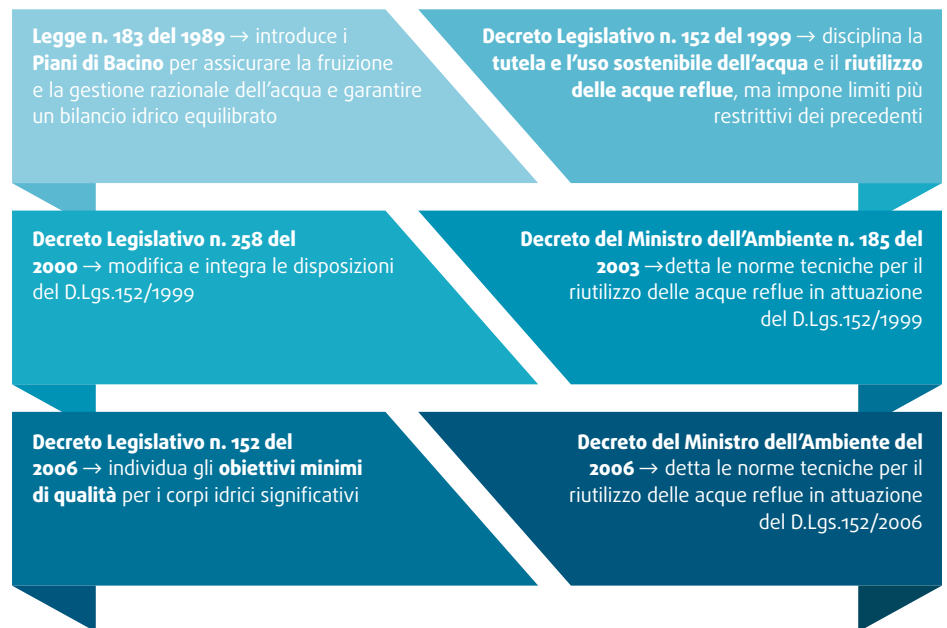 Legge n. 183 del 1989 → introduce i
Piani di Bacino per assicurare la fruizione
e la gestione razionale dell’acqua e garantire
un bilancio idrico equilibrato
Decreto Legislativo n. 152 del 1999 → disciplina la
tutela e l’uso sostenibile dell’acqua e il riutilizzo
delle acque reflue, ma impone limiti più
restrittivi dei precedenti
Decreto Legislativo n. 258 del
2000 → modifica e integra le disposizioni
del D.Lgs.152/1999
Decreto del Ministro dell’Ambiente n. 185 del
2003 →detta le norme tecniche per il
riutilizzo delle acque reflue in attuazione
del D.Lgs.152/1999
Decreto Legislativo n. 152 del
2006 → individua gli obiettivi minimi
di qualità per i corpi idrici significativi
Decreto del Ministro dell’Ambiente del
2006 → detta le norme tecniche per il
riutilizzo delle acque reflue in attuazione
del D.Lgs.152/2006